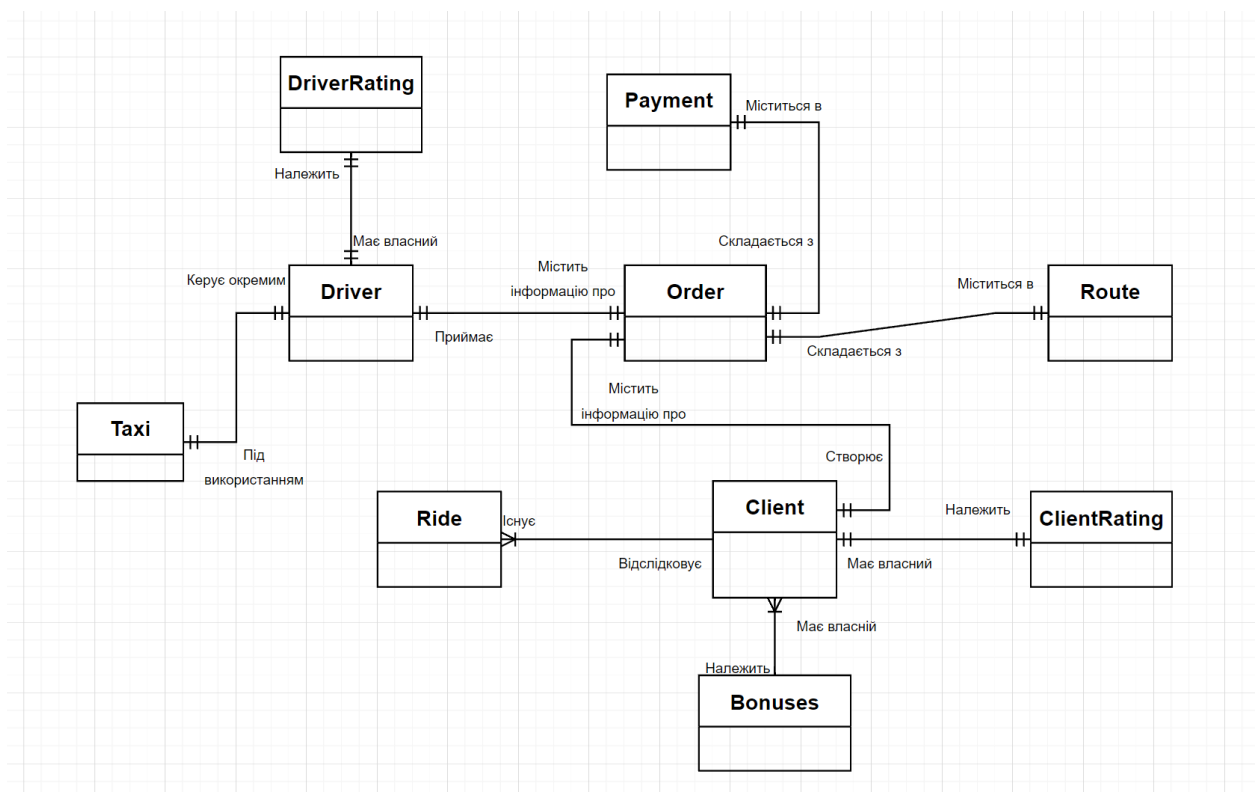 DriverRating
Payment
Міститься в
Належить
Має власний
Складається з
Керує окремим
Driver
Містить
інформацію про
Order
Міститься в
Route
Приймає
Складається з
Містить
інформацію про
Taxi
Під
використанням
Створює
Ride
Існує
Client
Належить
ClientRating
Відслідковує
Має власний
Має власній
Належить
Bonuses